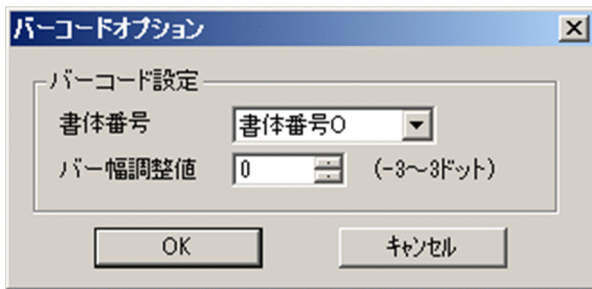 バーコードオプション
バーコード設定
書体番号 書体番号O
バー幅調整値 0 (-3~3ドット)
OK キャンセル